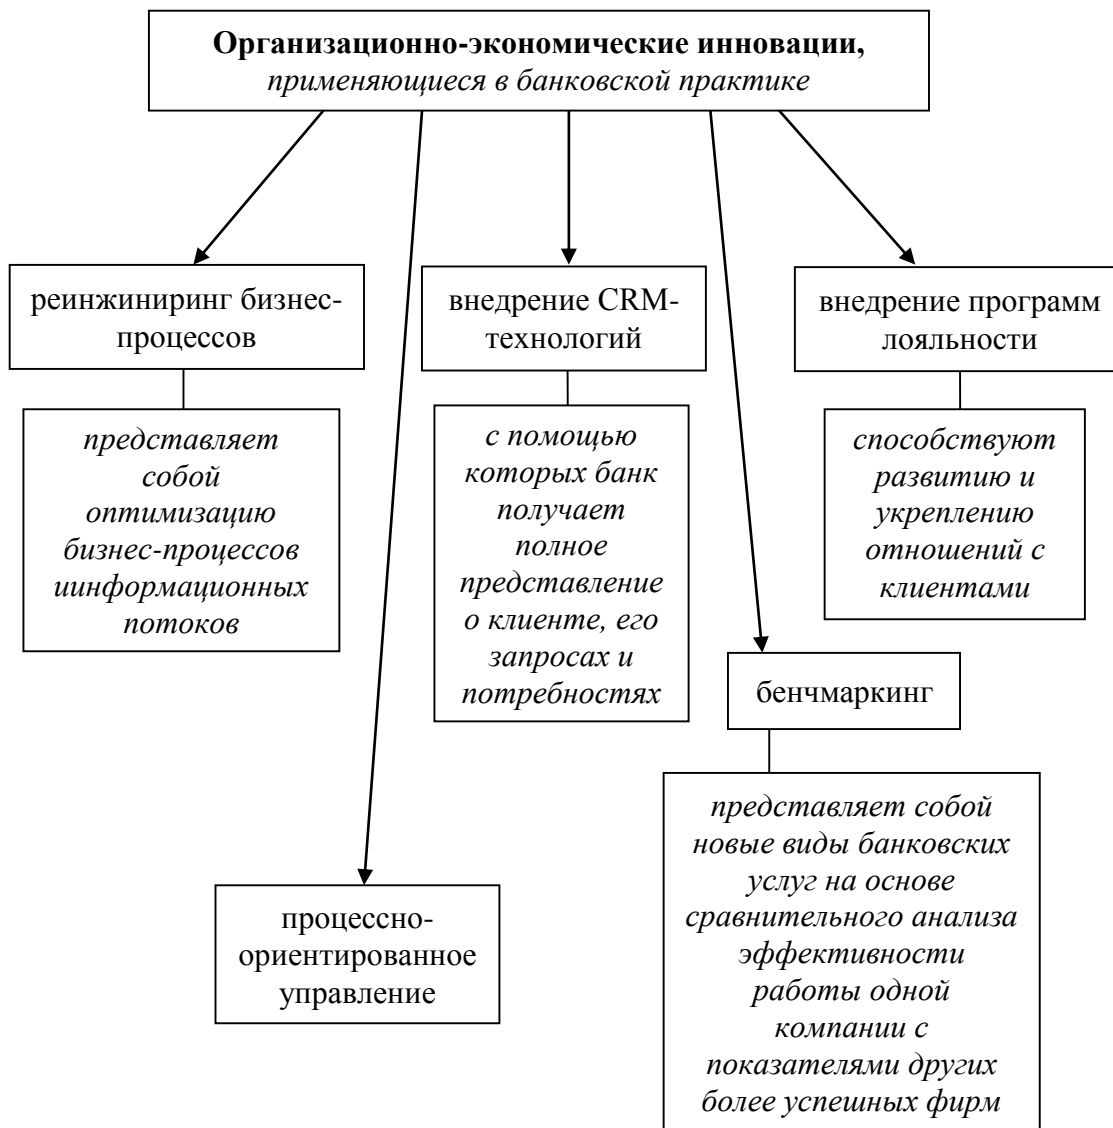 Организационно-экономические инновации,
применяющиеся в банковской практике
реинжиниринг бизнес-
процессов
представляет
собой
оптимизацию
бизнес-процессов
иинформационных
потоков
внедрение CRM-
технологий
с помощью
которых банк
получает
полное
представление
о клиенте, его
запросах и
потребностях
внедрение программ
лояльности
способствуют
развитию и
укреплению
отношений с
клиентами
бенчмаркинг
представляет собой
новые виды банковских
услуг на основе
сравнительного анализа
эффективности
работы одной
компании с
показателями других
более успешных фирм
процессно-
ориентированное
управление